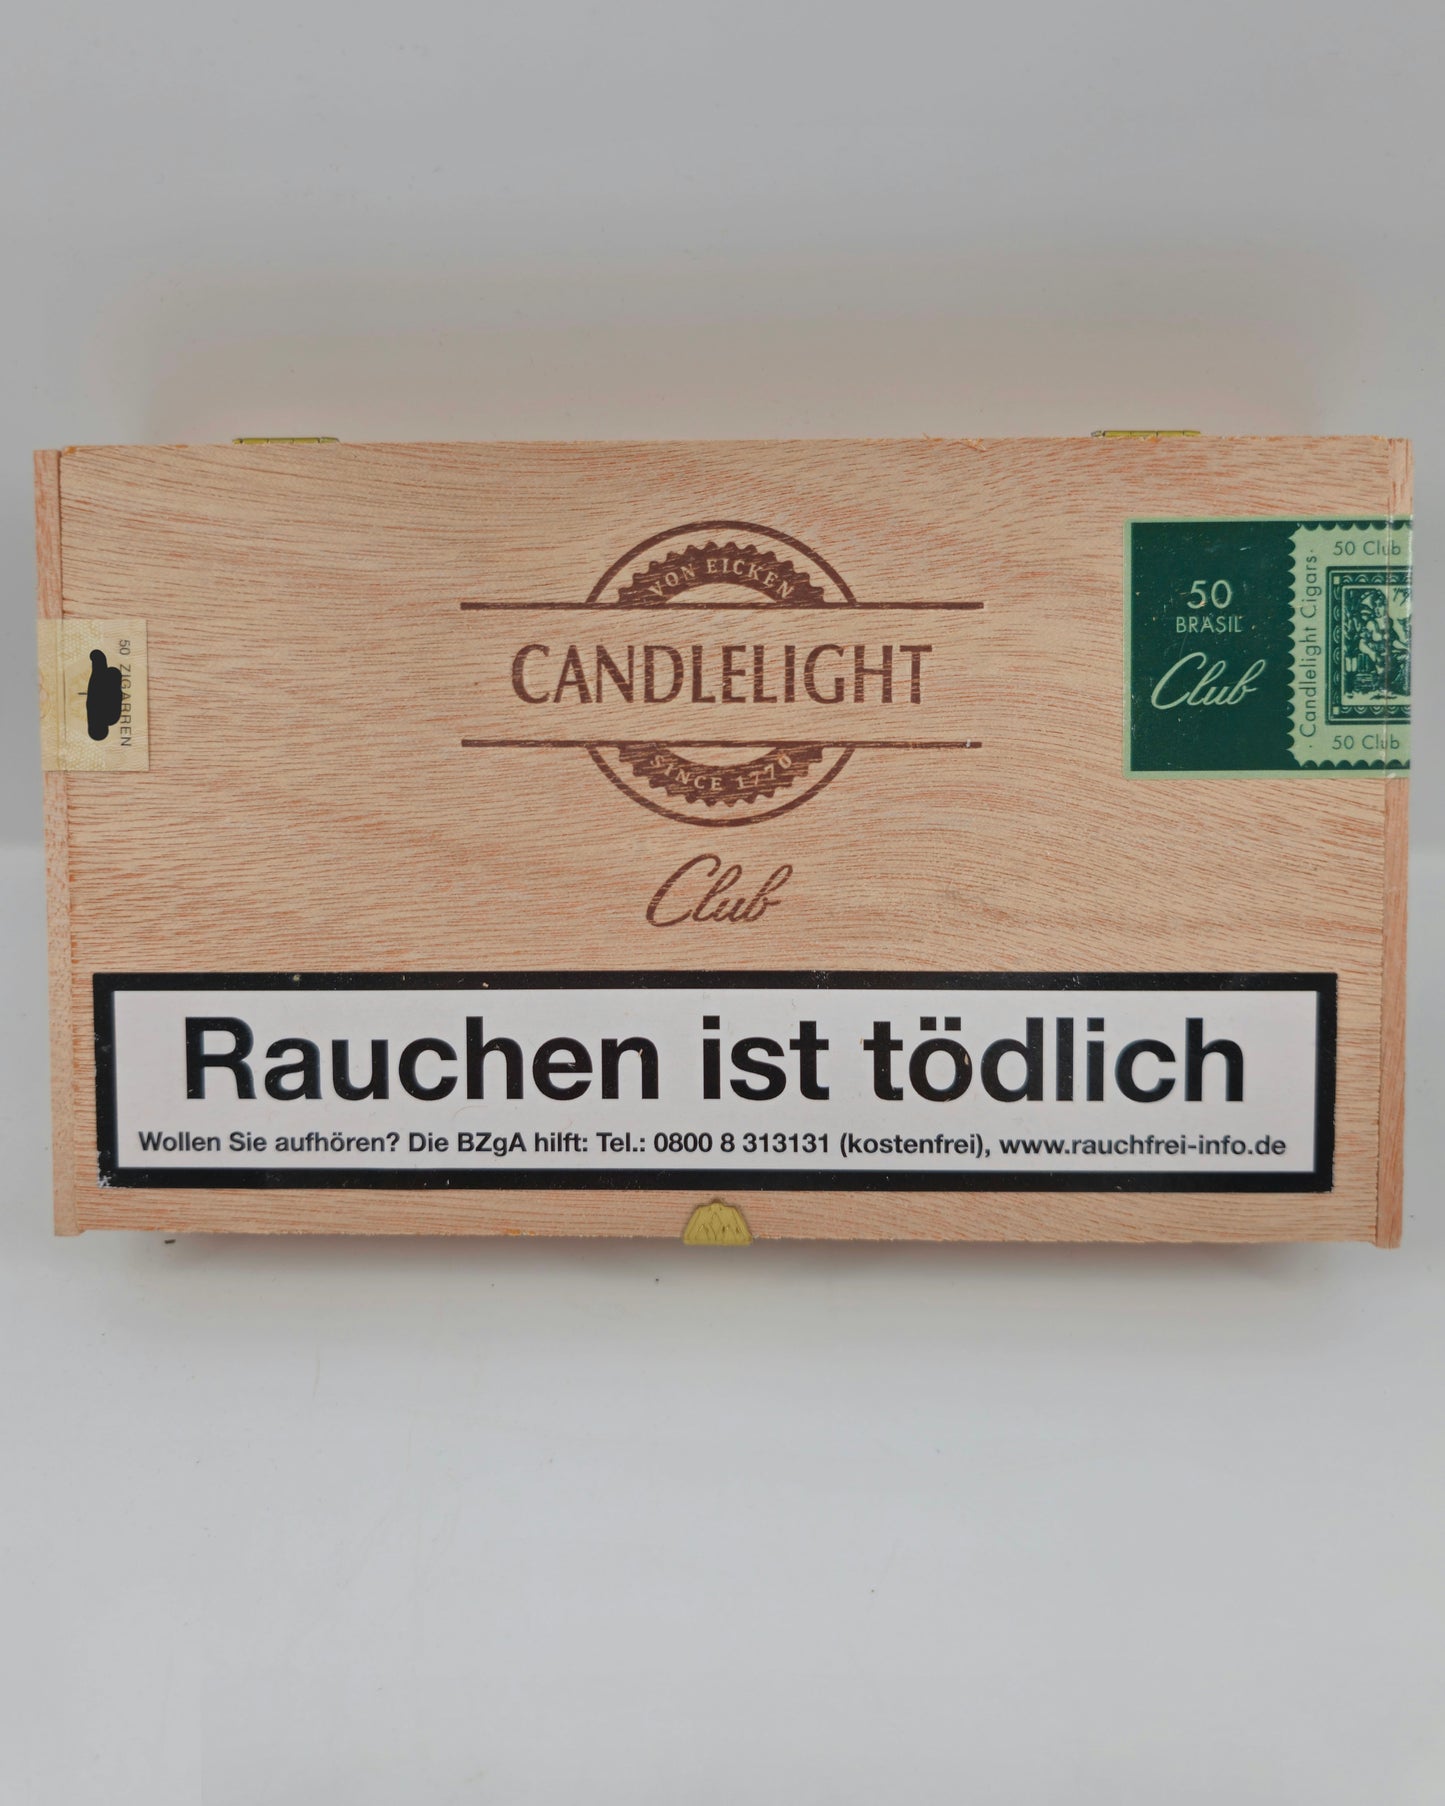 VON EICKEN
CANDLELIGHT
SINCE 1770
Club
50 ZIGARREN
50
BRASIL
Club
· Candlelight Cigars ·
50 Club
50 Club
Rauchen ist tödlich
Wollen Sie aufhören? Die BZgA hilft: Tel.: 0800 8 313131 (kostenfrei), www.rauchfrei-info.de